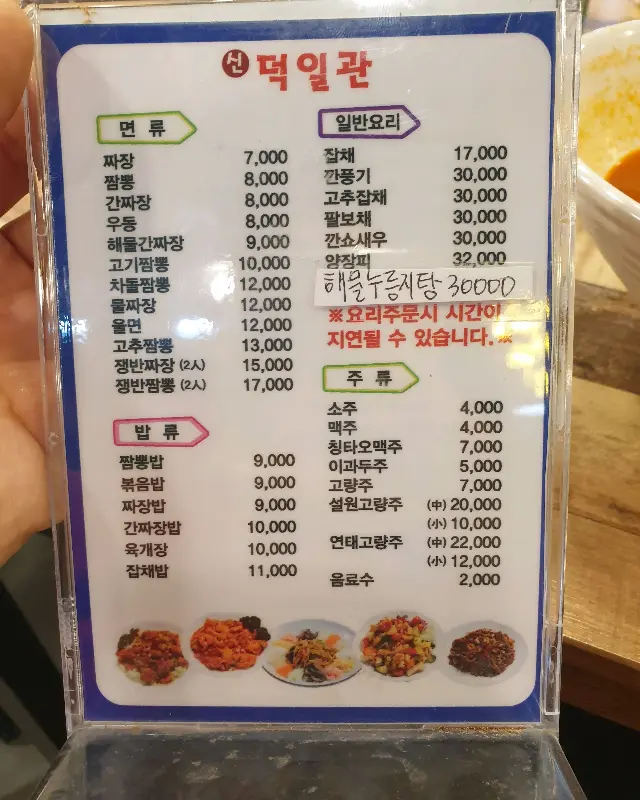 신 덕일관
면 류
짜장 7,000
짬뽕 8,000
간짜장 8,000
우동 8,000
해물간짜장 9,000
고기짬뽕 10,000
차돌짬뽕 12,000
물짜장 12,000
울면 12,000
고추짬뽕 13,000
쟁반짜장 (2人) 15,000
쟁반짬뽕 (2人) 17,000
밥 류
짬뽕밥 9,000
볶음밥 9,000
짜장밥 9,000
간짜장밥 10,000
육개장 10,000
잡채밥 11,000
일반요리
잡채 17,000
깐풍기 30,000
고추잡채 30,000
팔보채 30,000
깐쇼새우 30,000
양장피 32,000
해물누룽지탕 30000
※요리주문시 시간이
지연될 수 있습니다.※
주 류
소주 4,000
맥주 4,000
칭타오맥주 7,000
이과두주 5,000
고량주 7,000
설원고량주 (中) 20,000
(小) 10,000
연태고량주 (中) 22,000
(小) 12,000
음료수 2,000